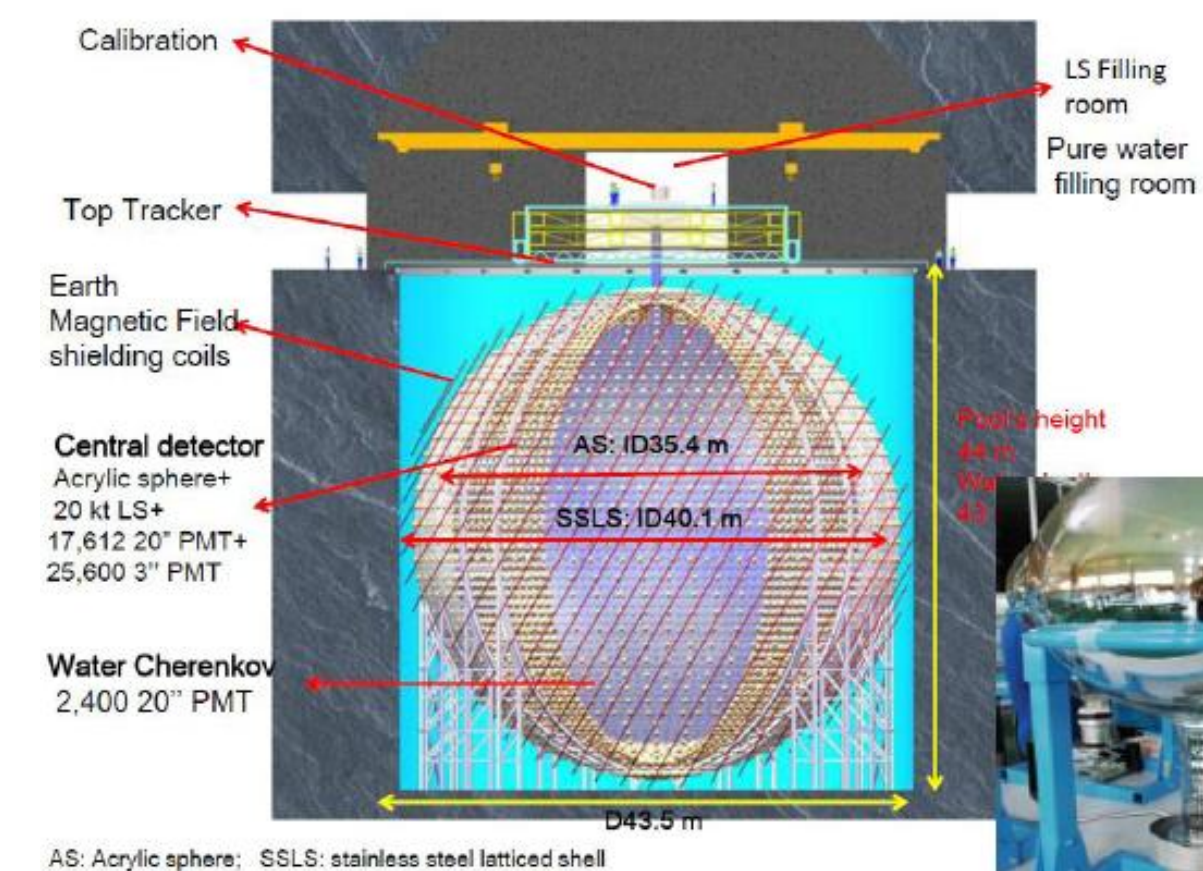 Calibration
LS Filling
room
Pure water
filling room
Top Tracker
Earth
Magnetic Field
shielding coils
Pool's height
44 m
AS: ID35.4 m
Central detector
Acrylic sphere+
20 kt LS+
17,612 20" PMT+
25,600 3" PMT
SSLS: ID40.1 m
Water Cherenkov
2,400 20'' PMT
D43.5 m
AS: Acrylic sphere; SSLS: stainless steel latticed shell